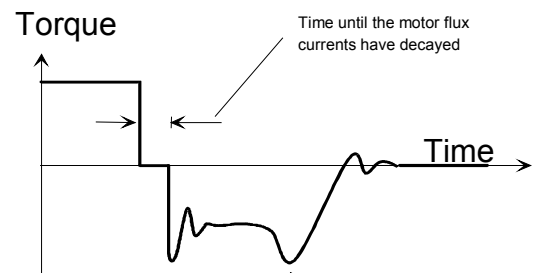 Torque
Time until the motor flux
currents have decayed
Time